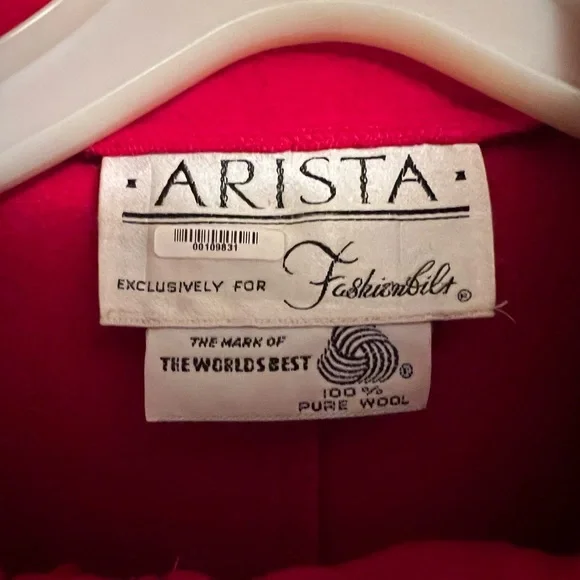 · ARISTA ·
00109831
EXCLUSIVELY FOR Fashionbilt ®
THE MARK OF
THE WORLDS BEST ®
100%
PURE WOOL